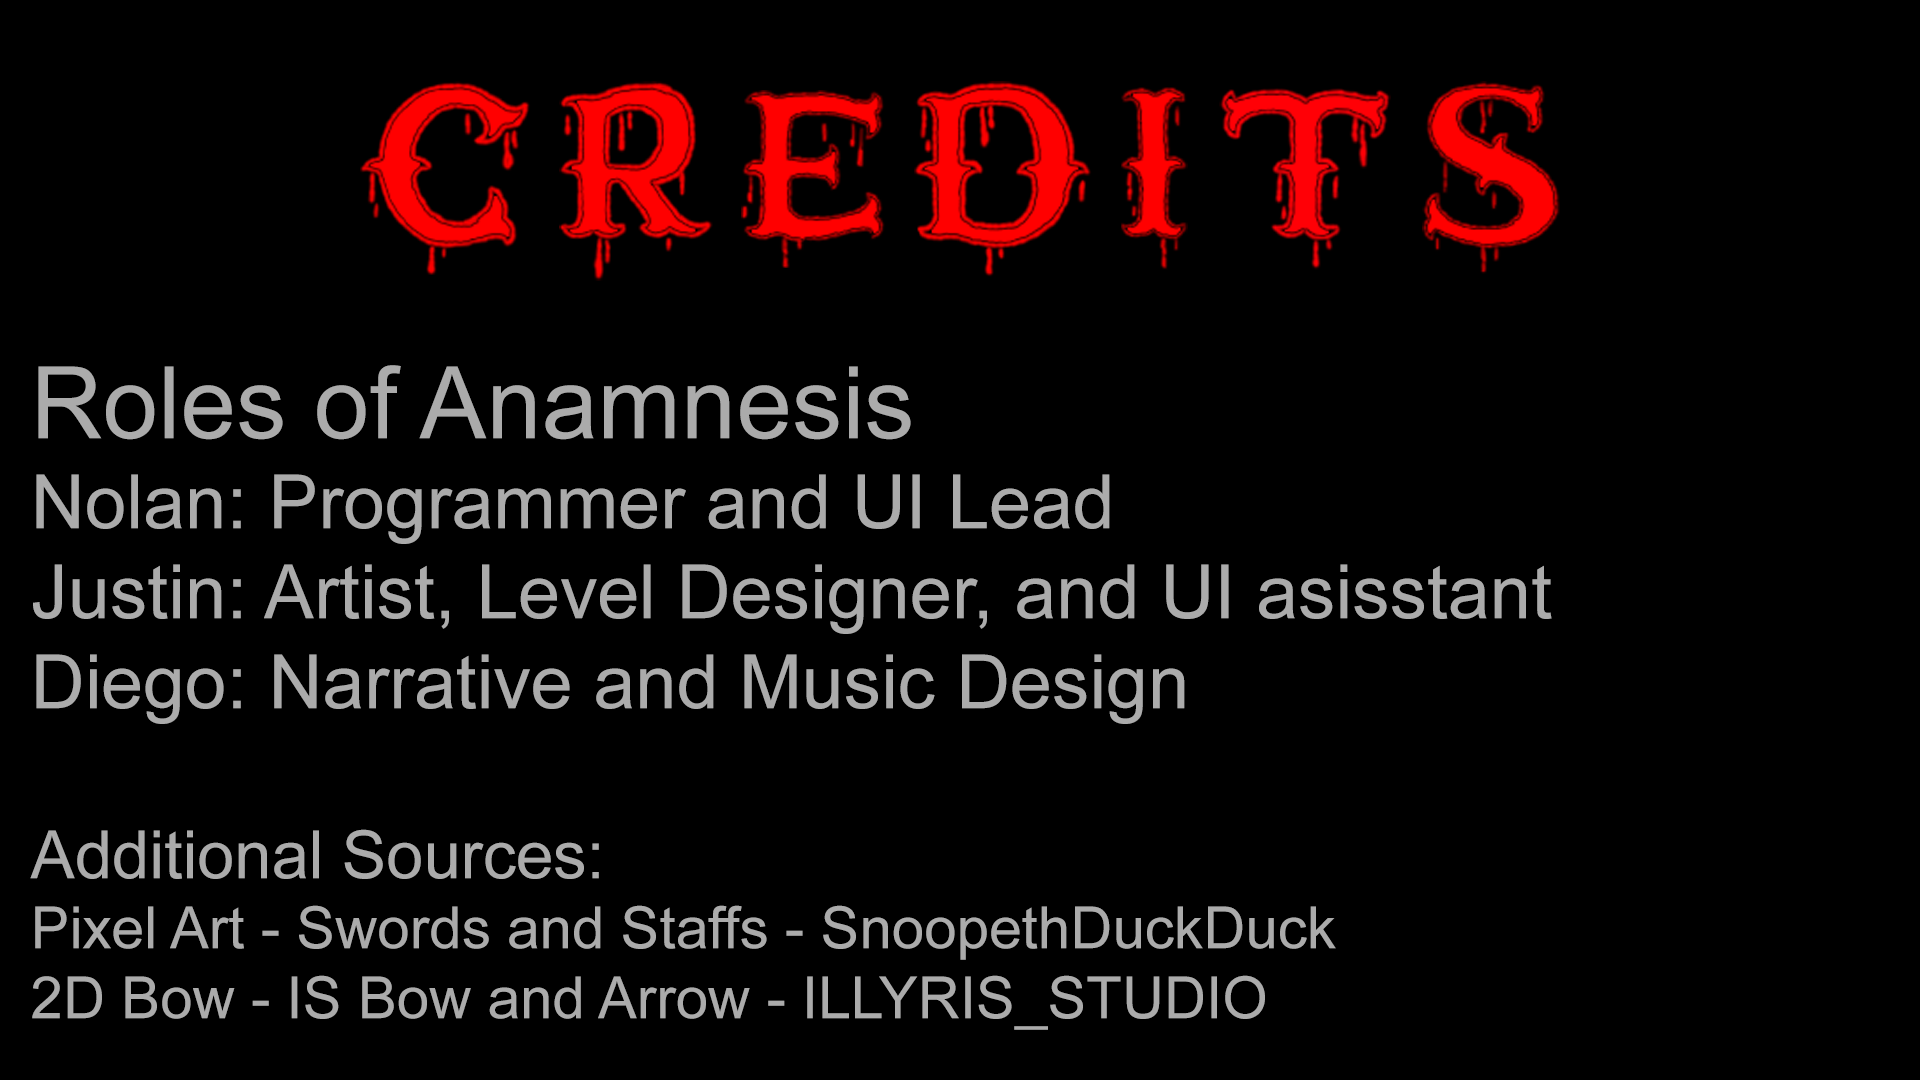 CREDITS
Roles of Anamnesis
Nolan: Programmer and UI Lead
Justin: Artist, Level Designer, and UI asisstant
Diego: Narrative and Music Design
Additional Sources:
Pixel Art - Swords and Staffs - SnoopethDuckDuck
2D Bow - IS Bow and Arrow - ILLYRIS_STUDIO